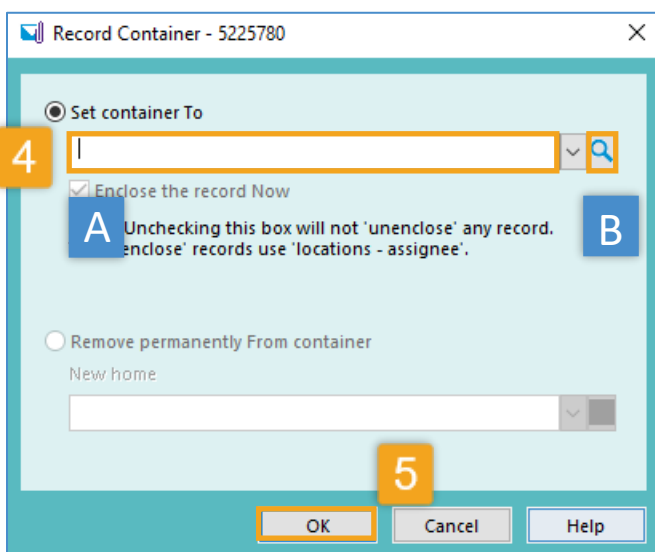 Record Container - 5225780
Set container To
4
Enclose the record Now
A
Unchecking this box will not 'unenclose' any record.
enclose' records use 'locations - assignee'.
B
Remove permanently From container
New home
5
OK
Cancel
Help